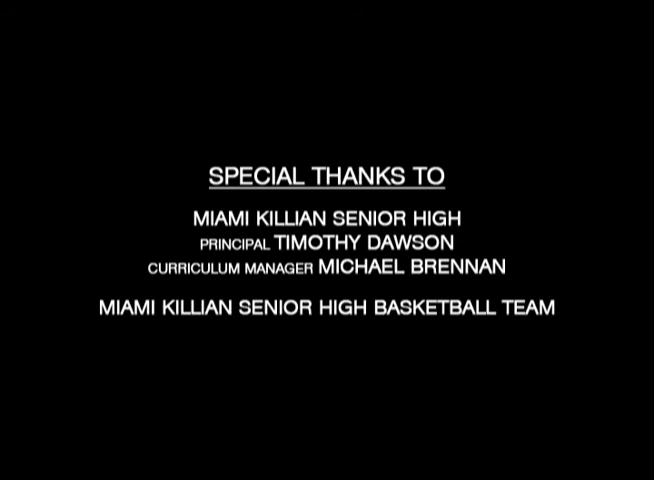 SPECIAL THANKS TO
MIAMI KILLIAN SENIOR HIGH
PRINCIPAL TIMOTHY DAWSON
CURRICULUM MANAGER MICHAEL BRENNAN
MIAMI KILLIAN SENIOR HIGH BASKETBALL TEAM